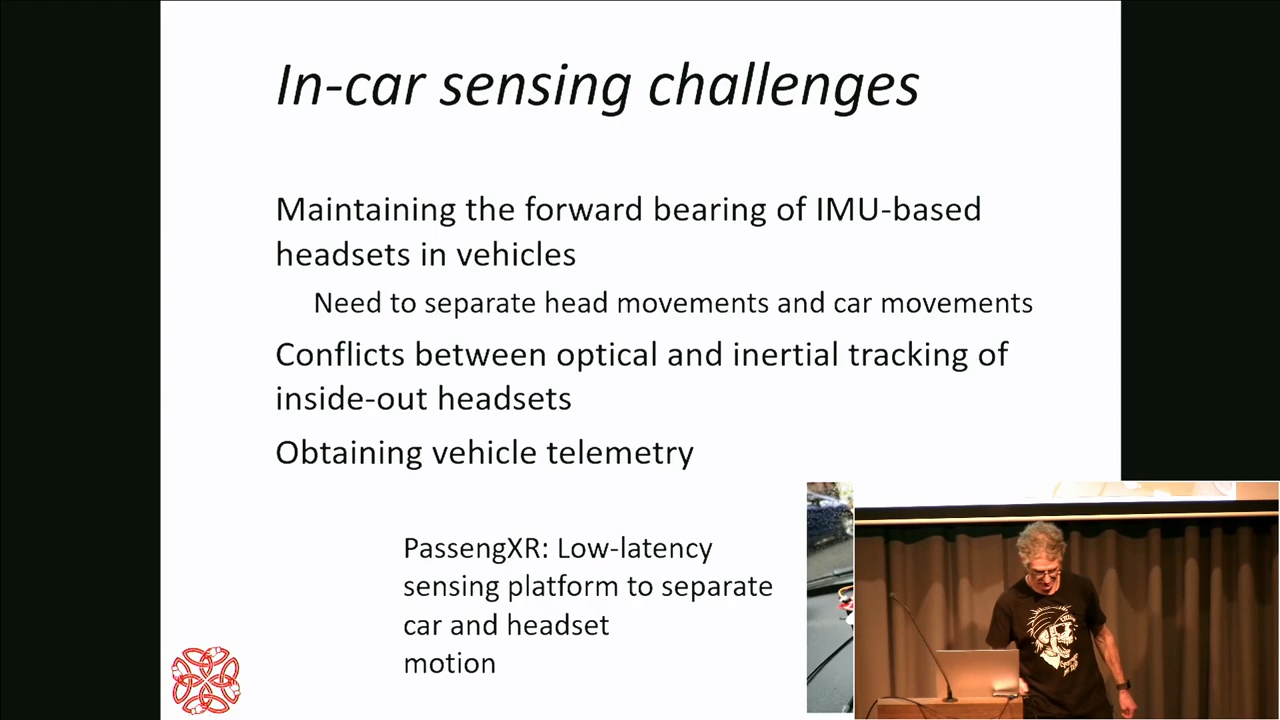 In-car sensing challenges
Maintaining the forward bearing of IMU-based
headsets in vehicles
Need to separate head movements and car movements
Conflicts between optical and inertial tracking of
inside-out headsets
Obtaining vehicle telemetry
PassengXR: Low-latency
sensing platform to separate
car and headset
motion